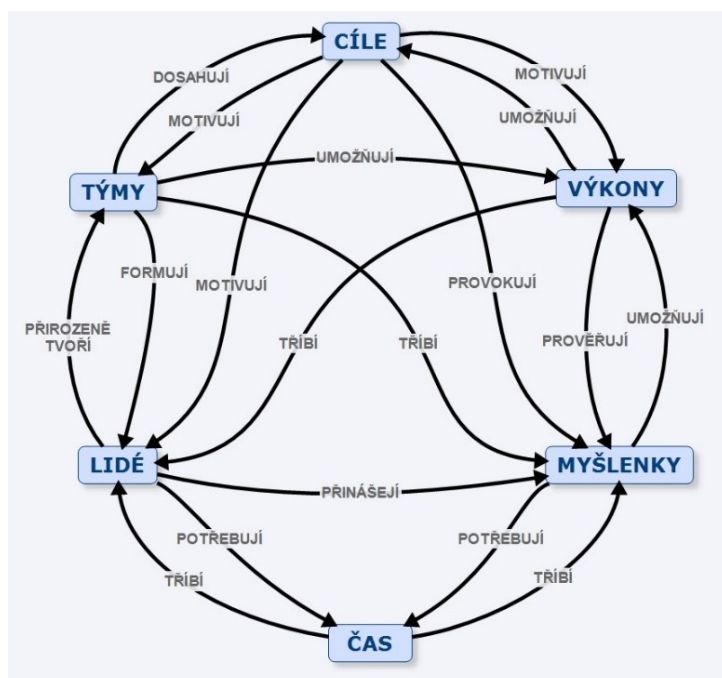 CÍLE
DOSAHUJÍ
MOTIVUJÍ
MOTIVUJÍ
UMOŽŇUJÍ
UMOŽŇUJÍ
TÝMY
VÝKONY
FORMUJÍ
MOTIVUJÍ
PROVOKUJÍ
PŘIROZENĚ
TVOŘÍ
TŘÍBÍ
TŘÍBÍ
PROVĚŘUJÍ
UMOŽŇUJÍ
LIDÉ
MYŠLENKY
PŘINÁŠEJÍ
POTŘEBUJÍ
POTŘEBUJÍ
TŘÍBÍ
TŘÍBÍ
ČAS